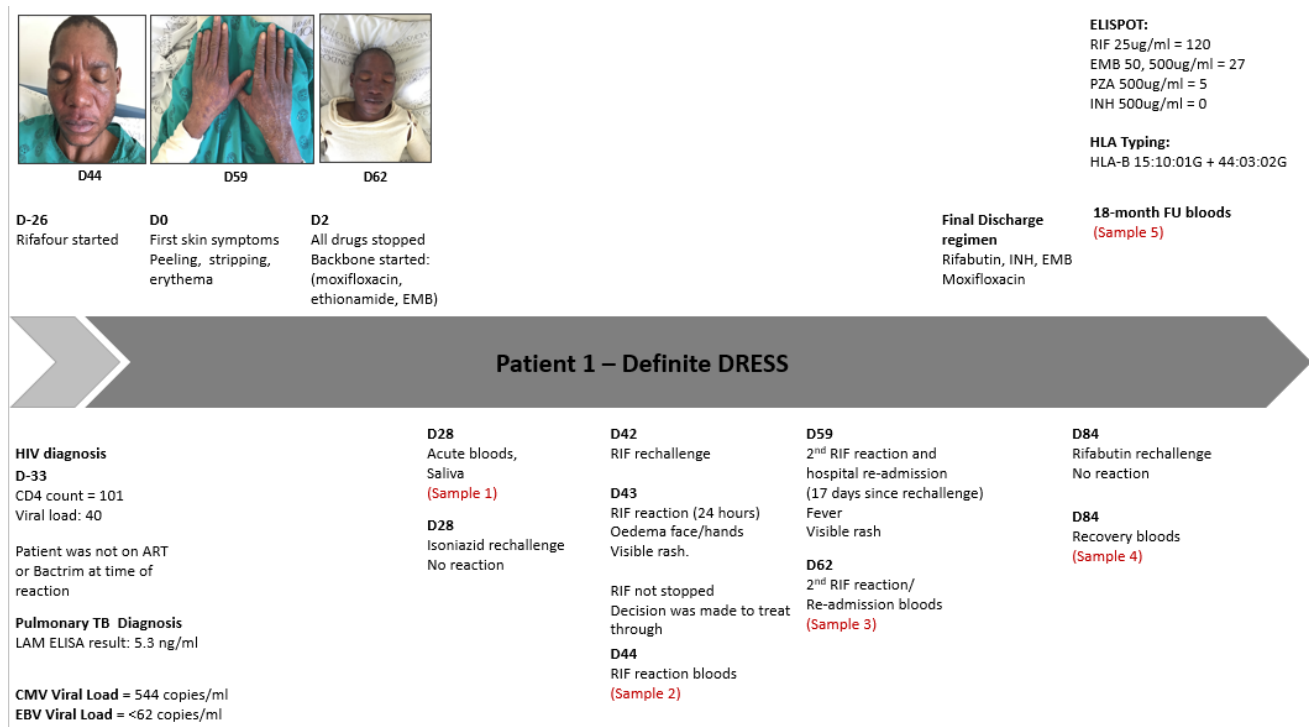 D44
D59
D62
ELISPOT:
RIF 25ug/ml = 120
EMB 50, 500ug/ml = 27
PZA 500ug/ml = 5
INH 500ug/ml = 0
HLA Typing:
HLA-B 15:10:01G + 44:03:02G
D-26
Rifafour started
D0
First skin symptoms
Peeling, stripping,
erythema
D2
All drugs stopped
Backbone started:
(moxifloxacin,
ethionamide, EMB)
Final Discharge
regimen
Rifabutin, INH, EMB
Moxifloxacin
18-month FU bloods
(Sample 5)
Patient 1 – Definite DRESS
HIV diagnosis
D-33
CD4 count = 101
Viral load: 40
Patient was not on ART
or Bactrim at time of
reaction
Pulmonary TB Diagnosis
LAM ELISA result: 5.3 ng/ml
CMV Viral Load = 544 copies/ml
EBV Viral Load = <62 copies/ml
D28
Acute bloods,
Saliva
(Sample 1)
D28
Isoniazid rechallenge
No reaction
D42
RIF rechallenge
D43
RIF reaction (24 hours)
Oedema face/hands
Visible rash.
RIF not stopped
Decision was made to treat
through
D44
RIF reaction bloods
(Sample 2)
D59
2nd RIF reaction and
hospital re-admission
(17 days since rechallenge)
Fever
Visible rash
D62
2nd RIF reaction/
Re-admission bloods
(Sample 3)
D84
Rifabutin rechallenge
No reaction
D84
Recovery bloods
(Sample 4)